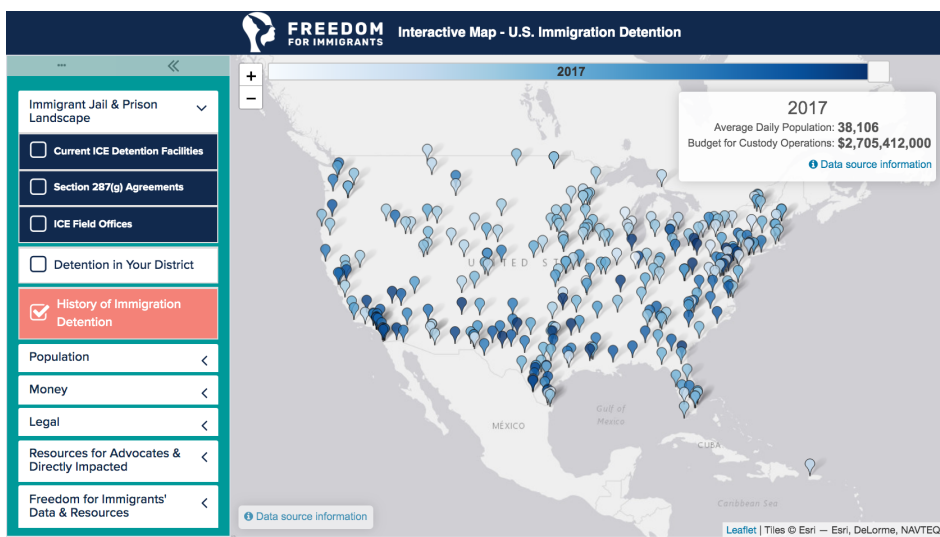 FREEDOM
FOR IMMIGRANTS
Interactive Map - U.S. Immigration Detention
Immigrant Jail & Prison
Landscape
Current ICE Detention Facilities
Section 287(g) Agreements
ICE Field Offices
Detention in Your District
History of Immigration
Detention
Population
Money
Legal
Resources for Advocates &
Directly Impacted
Freedom for Immigrants'
Data & Resources
+
−
2017
2017
Average Daily Population: 38,106
Budget for Custody Operations: $2,705,412,000
Data source information
UNITED ST
MÉXICO
Gulf of
Mexico
CUBA
Caribbean Sea
Data source information
Leaflet | Tiles © Esri — Esri, DeLorme, NAVTEQ